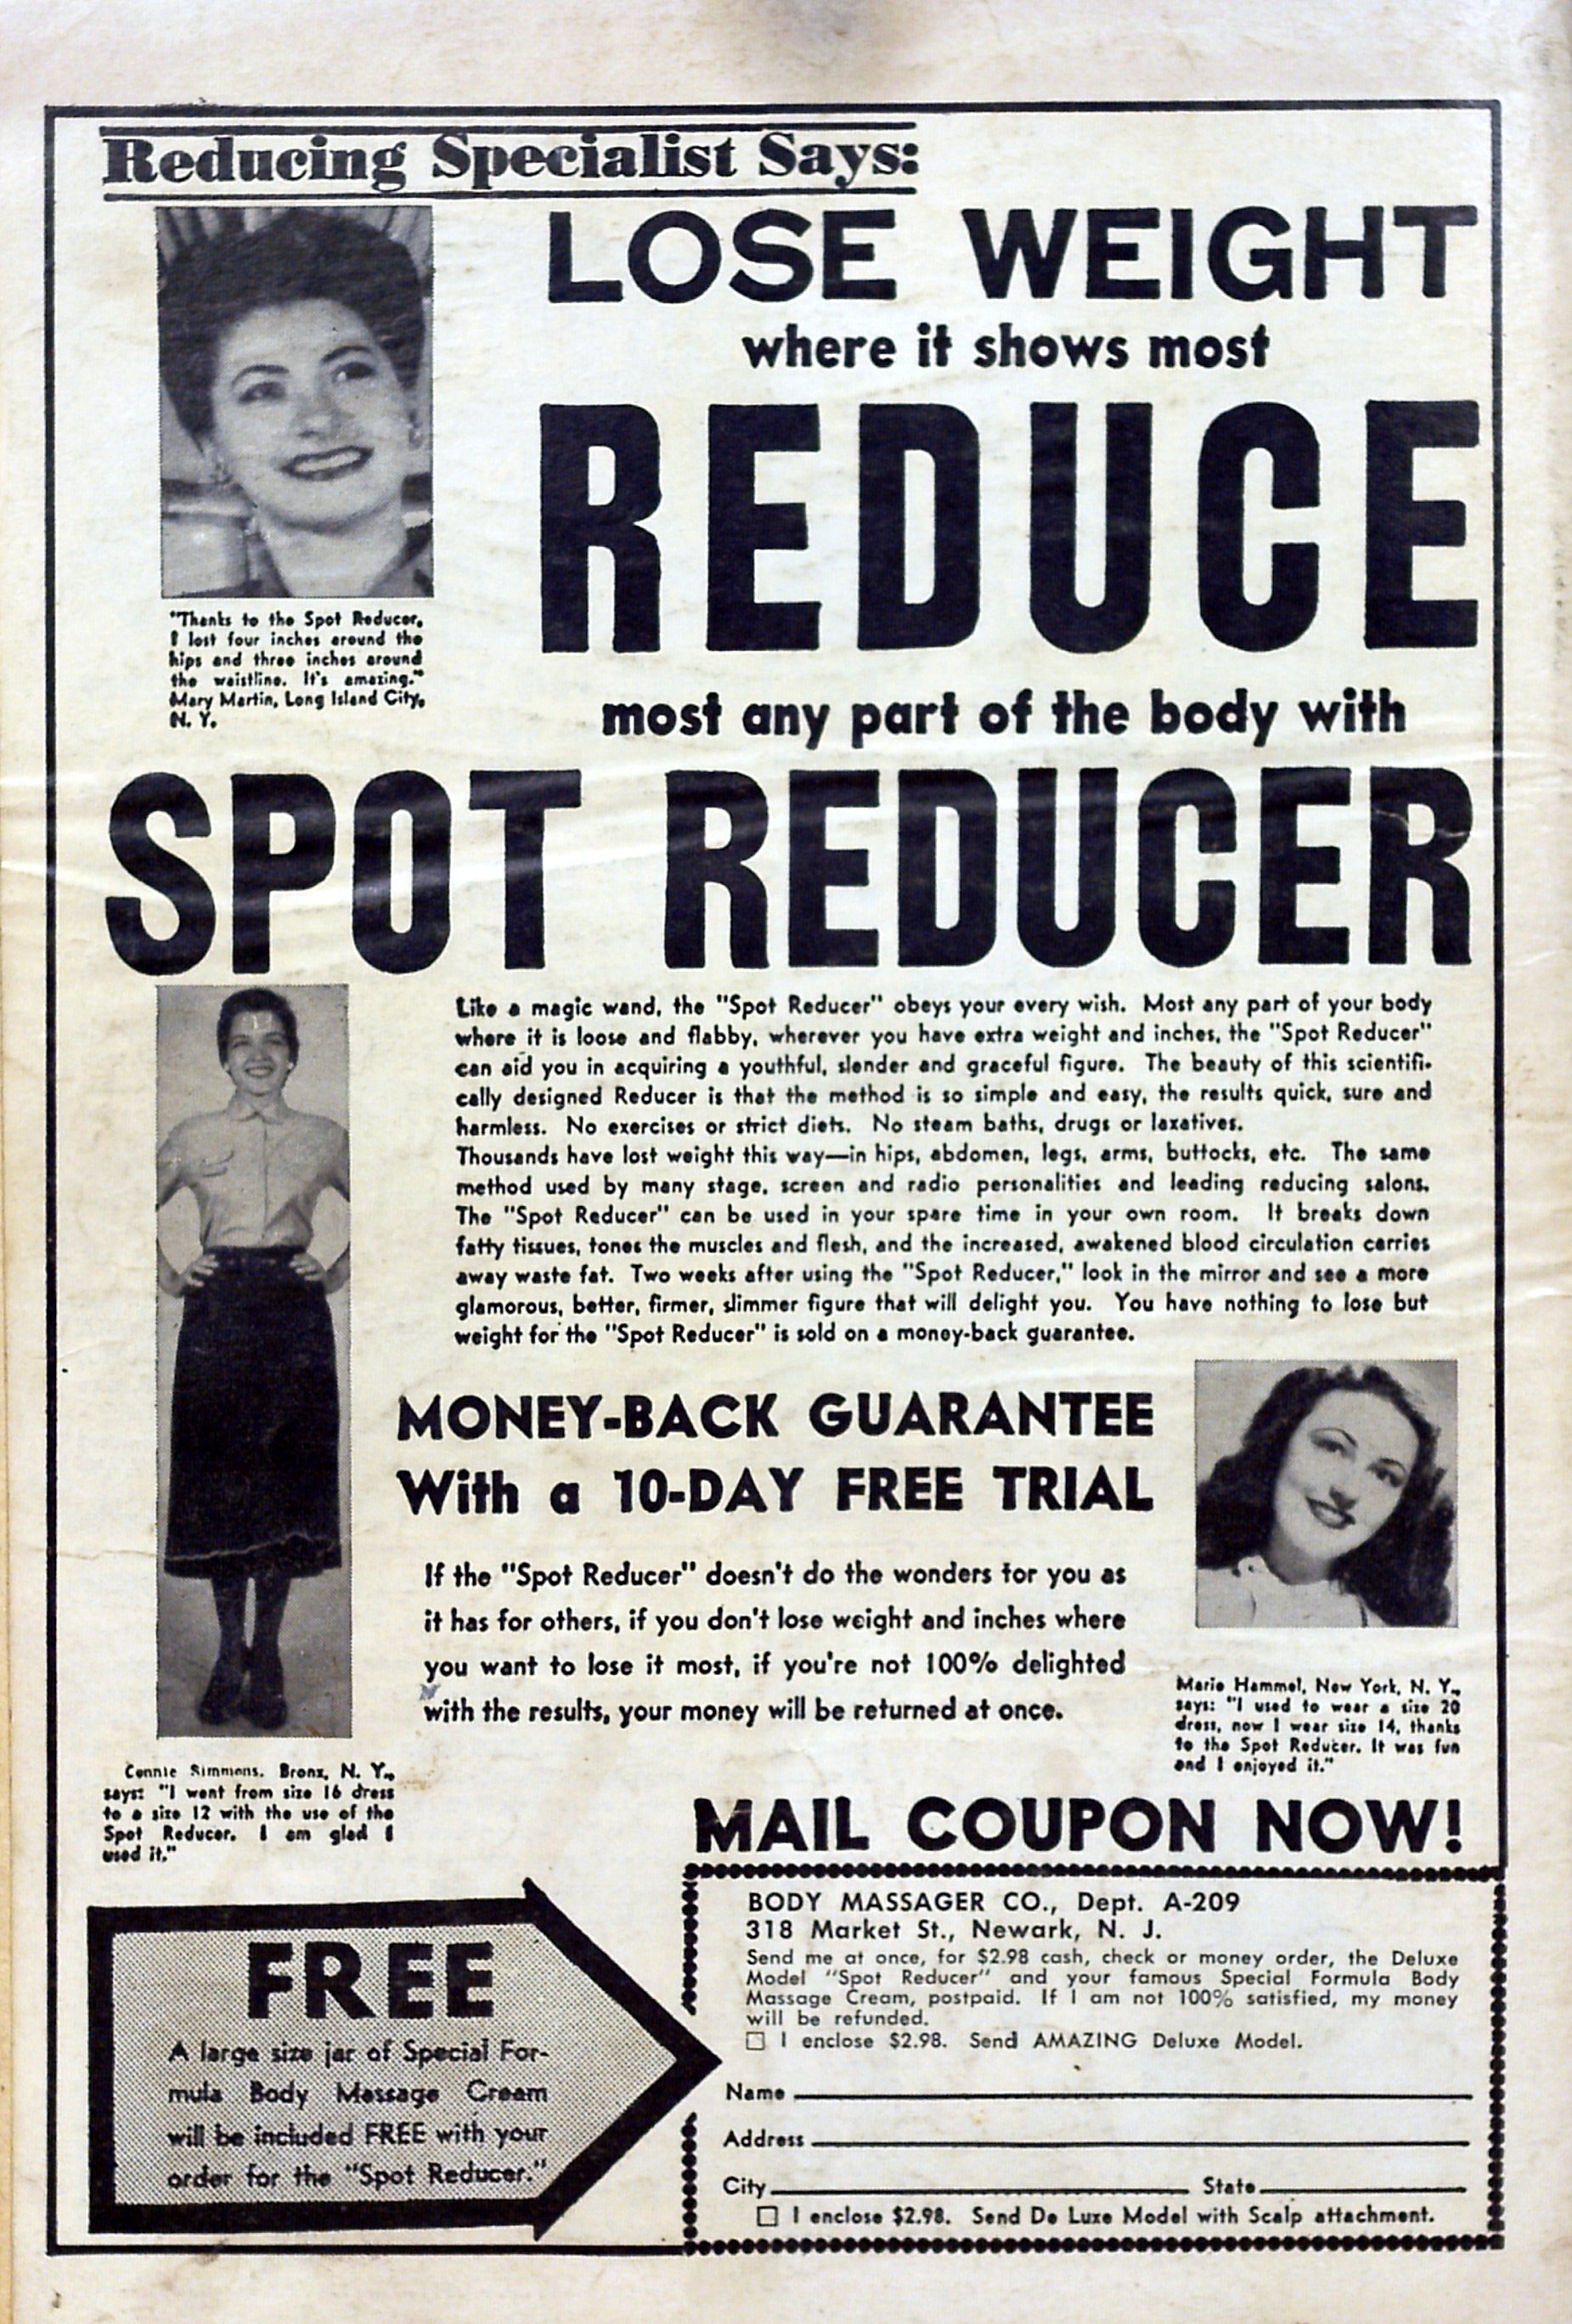 Reducing Specialist Says:
LOSE WEIGHT
where it shows most
REDUCE
most any part of the body with
"Thanks to the Spot Reducer,
I lost four inches around the
hips and three inches around
the waistline. It's amazing."
Mary Martin, Long Island City,
N. Y.
SPOT REDUCER
Like a magic wand, the "Spot Reducer" obeys your every wish. Most any part of your body
where it is loose and flabby, wherever you have extra weight and inches, the "Spot Reducer"
can aid you in acquiring a youthful, slender and graceful figure. The beauty of this scientifi-
cally designed Reducer is that the method is so simple and easy, the results quick, sure and
harmless. No exercises or strict diets. No steam baths, drugs or laxatives.
Thousands have lost weight this way—in hips, abdomen, legs, arms, buttocks, etc. The same
method used by many stage, screen and radio personalities and leading reducing salons.
The "Spot Reducer" can be used in your spare time in your own room. It breaks down
fatty tissues, tones the muscles and flesh, and the increased, awakened blood circulation carries
away waste fat. Two weeks after using the "Spot Reducer," look in the mirror and see a more
glamorous, better, firmer, slimmer figure that will delight you. You have nothing to lose but
weight for the "Spot Reducer" is sold on a money-back guarantee.
MONEY-BACK GUARANTEE
With a 10-DAY FREE TRIAL
If the "Spot Reducer" doesn't do the wonders for you as
it has for others, if you don't lose weight and inches where
you want to lose it most, if you're not 100% delighted
with the results, your money will be returned at once.
Marie Hammel, New York, N. Y.,
says: "I used to wear a size 20
dress, now I wear size 14, thanks
to the Spot Reducer. It was fun
and I enjoyed it."
Connie Simmons, Bronx, N. Y.,
says: "I went from size 16 dress
to a size 12 with the use of the
Spot Reducer. I am glad I
used it."
MAIL COUPON NOW!
FREE
A large size jar of Special For-
mula Body Massage Cream
will be included FREE with your
order for the "Spot Reducer."
BODY MASSAGER CO., Dept. A-209
318 Market St., Newark, N. J.
Send me at once, for $2.98 cash, check or money order, the Deluxe
Model "Spot Reducer" and your famous Special Formula Body
Massage Cream, postpaid. If I am not 100% satisfied, my money
will be refunded.
I enclose $2.98. Send AMAZING Deluxe Model.
Name
Address
City State
I enclose $2.98. Send De Luxe Model with Scalp attachment.